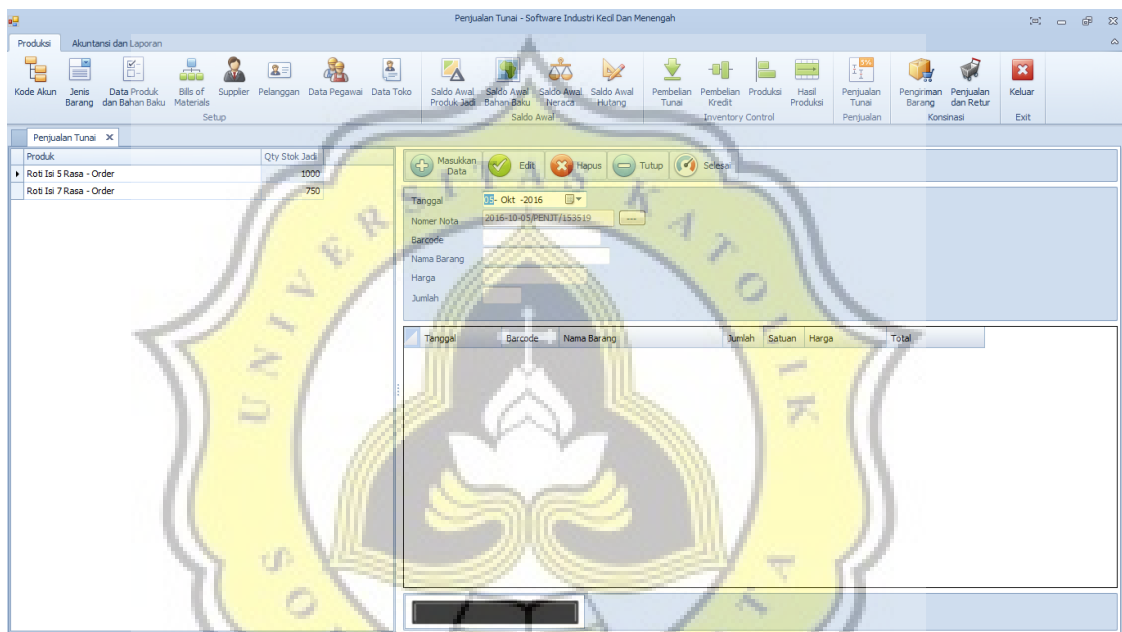 Penjualan Tunai - Software Industri Kecil Dan Menengah
Produksi Akuntansi dan Laporan
Kode Akun Jenis Barang Data Produk dan Bahan Baku Bills of Materials Supplier Pelanggan Data Pegawai Data Toko Saldo Awal Produk Jadi Saldo Awal Bahan Baku Saldo Awal Neraca Saldo Awal Hutang Pembelian Tunai Pembelian Kredit Produksi Hasil Produksi Penjualan Tunai Pengiriman Barang Penjualan dan Retur Keluar
Setup Saldo Awal Inventory Control Penjualan Konsinasi Exit
Penjualan Tunai X
Produk Qty Stok Jadi
Roti Isi 5 Rasa - Order 1000
Roti Isi 7 Rasa - Order 750
Masukkan Data Edit Hapus Tutup Selesai
Tanggal 05- Okt -2016
Nomer Nota 2016-10-05/PENJT/153519 ...
Barcode
Nama Barang
Harga
Jumlah
Tanggal Barcode Nama Barang Jumlah Satuan Harga Total
UNIVERSITAS KATOLIK
SO
A